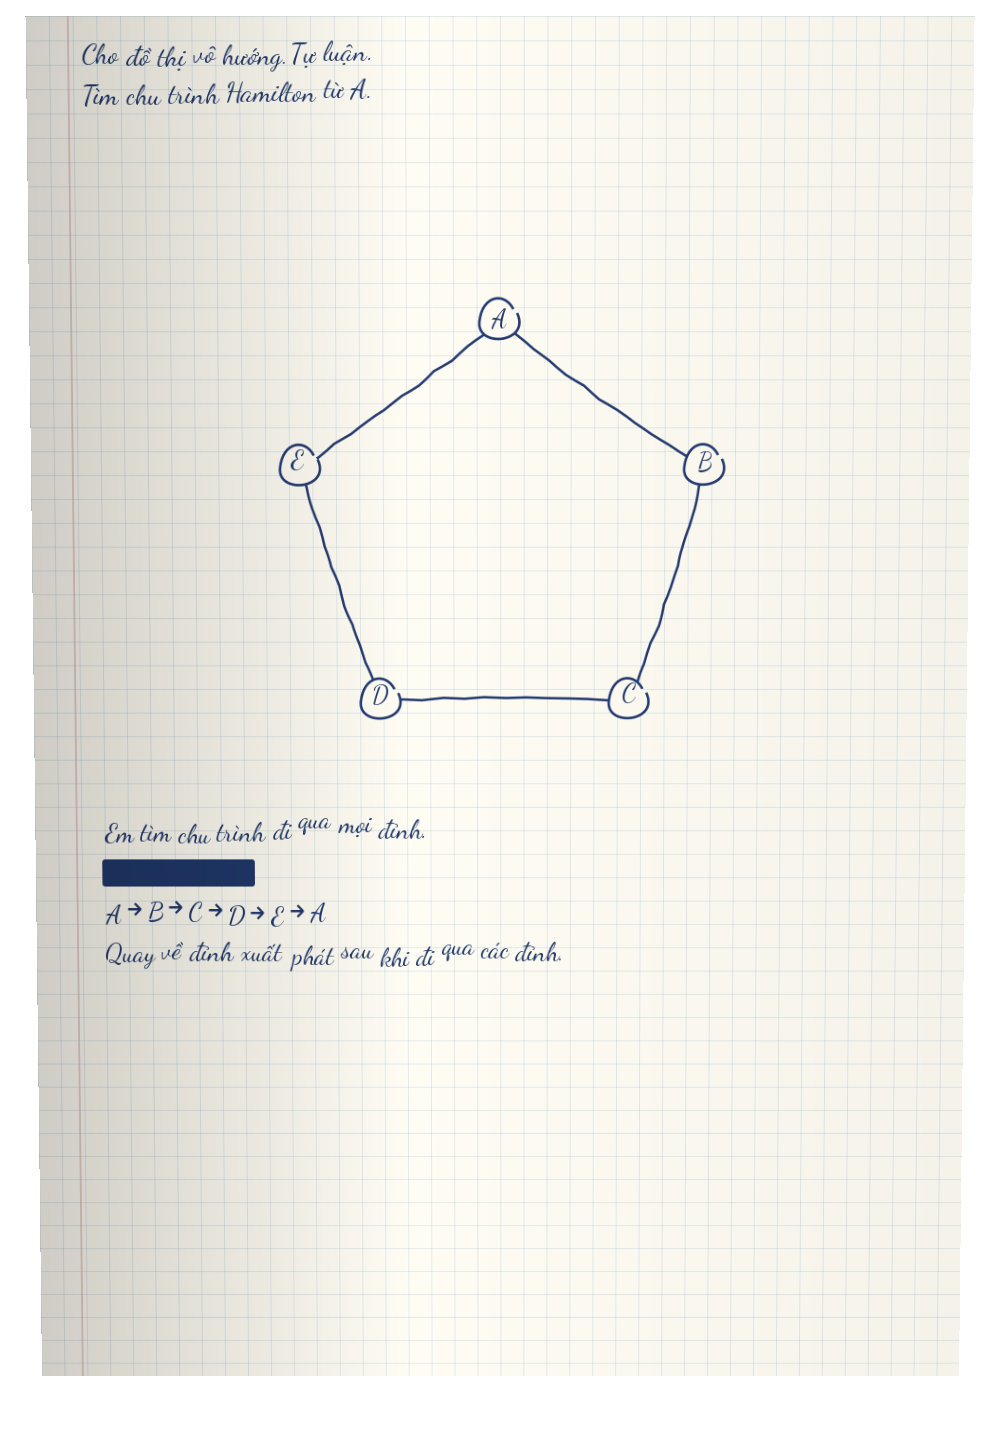 Cho đồ thị vô hướng. Tự luận.
Tìm chu trình Hamilton từ A.
A
E
B
D
C
Em tìm chu trình đi qua mọi đỉnh.
A → B → C → D → E → A
Quay về đỉnh xuất phát sau khi đi qua các đỉnh.